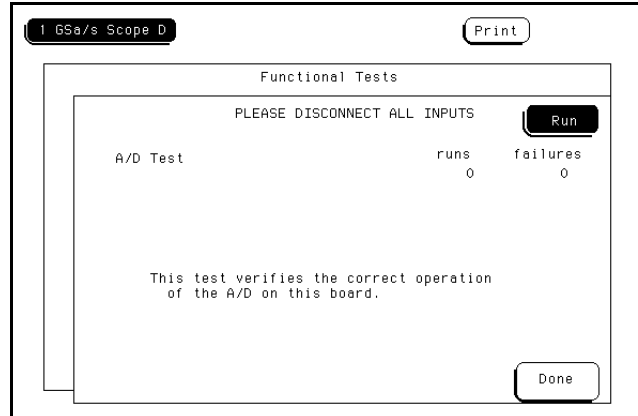 1 GSa/s Scope D
Print
Functional Tests
PLEASE DISCONNECT ALL INPUTS
Run
A/D Test
runs failures
0 0
This test verifies the correct operation
of the A/D on this board.
Done